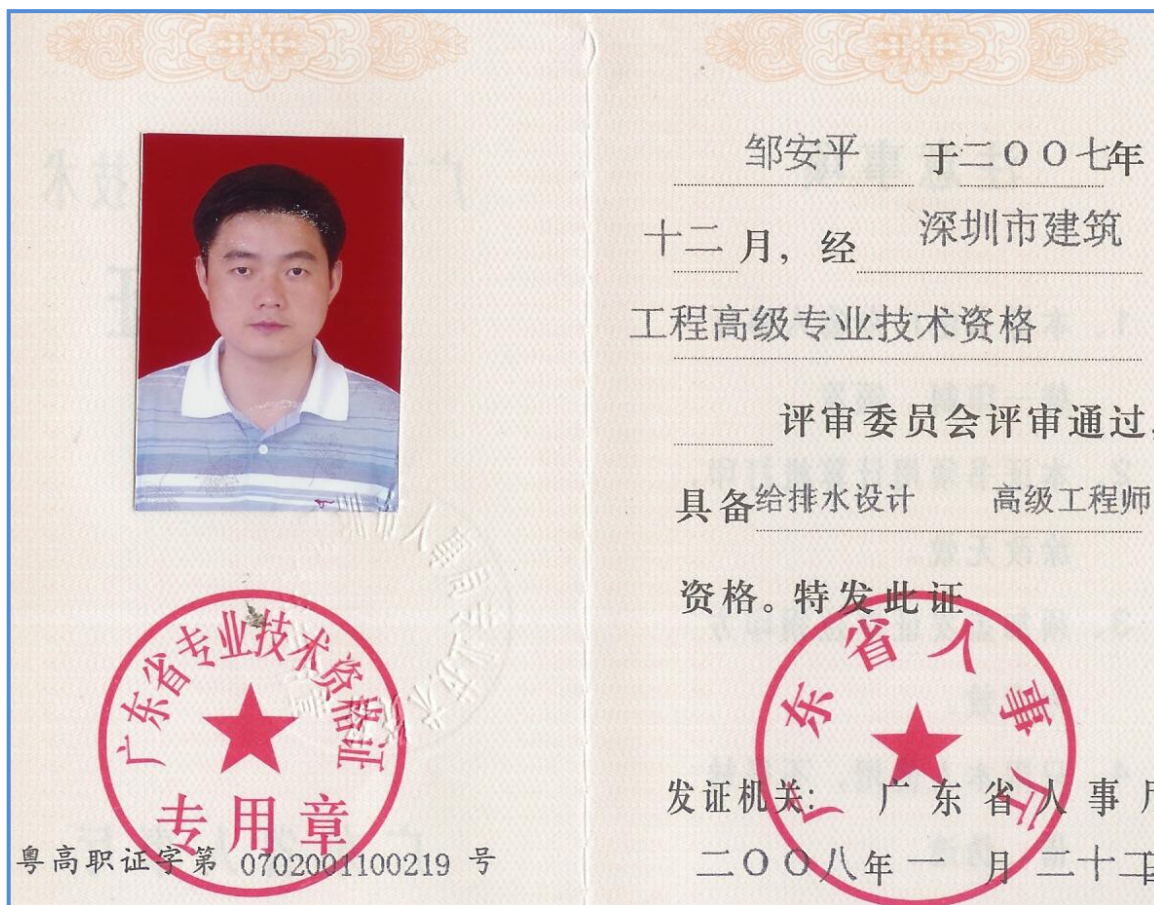 广东省专业技术资格证
专用章
粤高职证字第 0702001100219 号
邹安平 于二〇〇七年
十二月，经 深圳市建筑
工程高级专业技术资格
评审委员会评审通过，
具备给排水设计 高级工程师
资格。特发此证
广东省人事厅
发证机关： 广东省人事厅
二〇〇八年一月二十二日